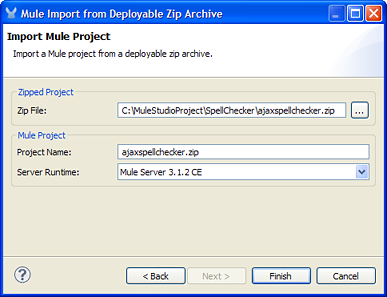 Mule Import from Deployable Zip Archive
Import Mule Project
Import a Mule project from a deployable zip archive.
Zipped Project
Zip File: C:\MuleStudioProject\SpellChecker\ajaxspellchecker.zip ...
Mule Project
Project Name: ajaxspellchecker.zip
Server Runtime: Mule Server 3.1.2 CE
? < Back Next > Finish Cancel